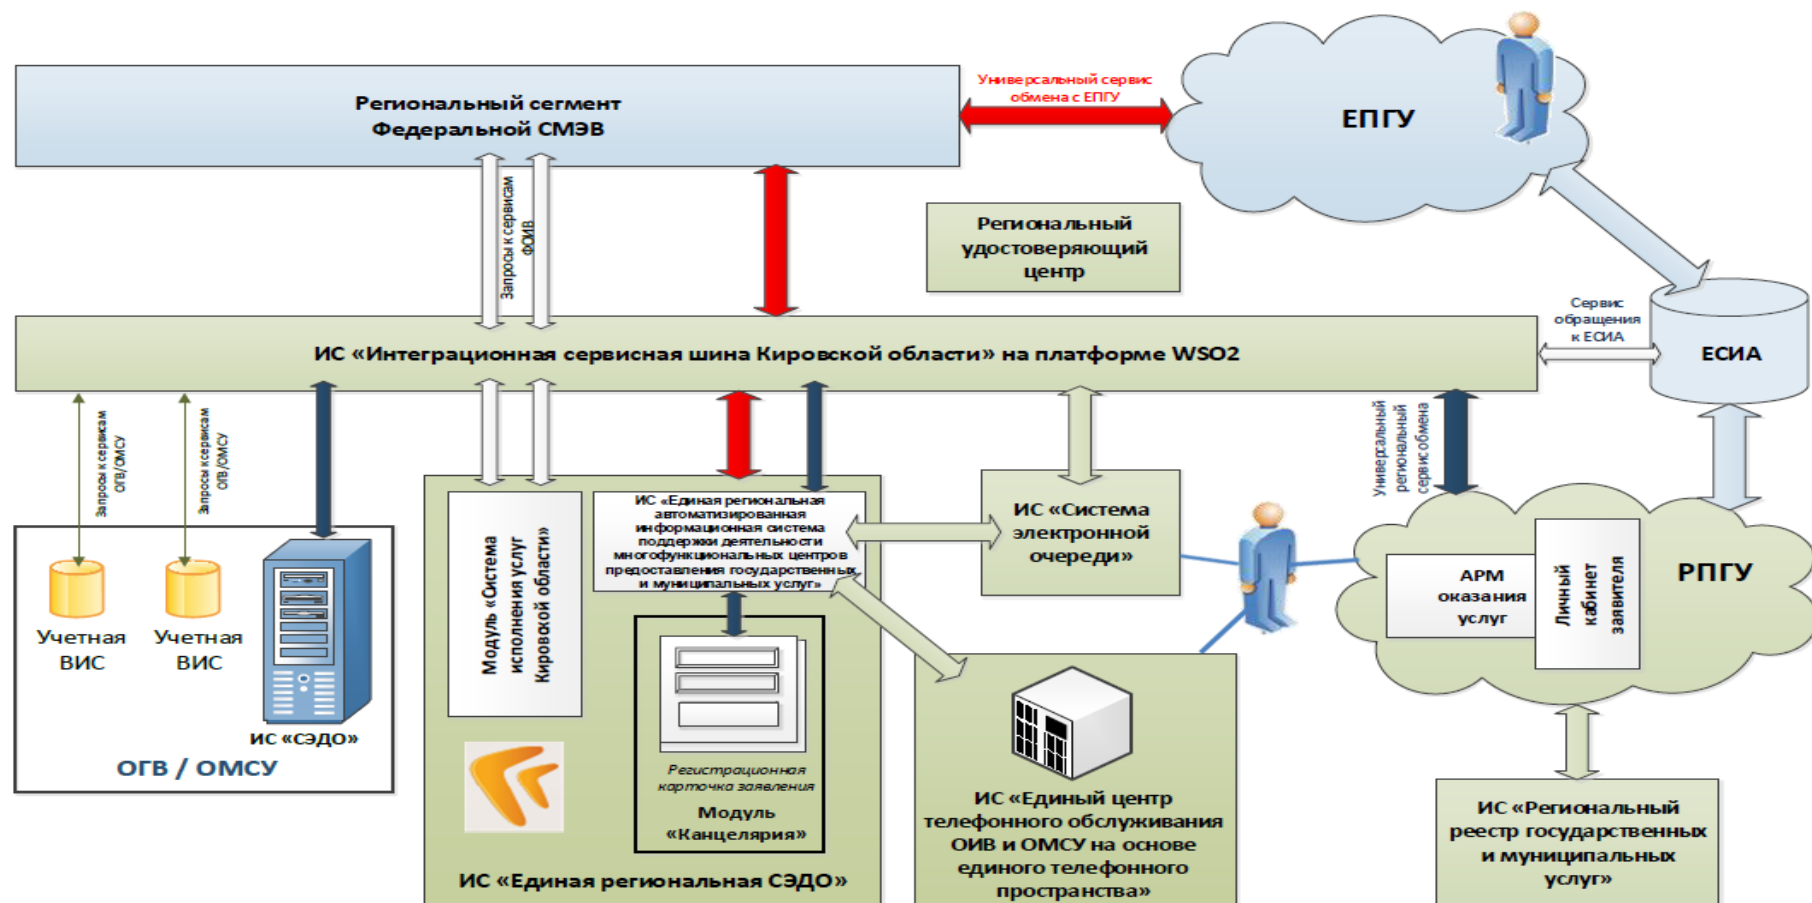 Универсальный сервис
обмена с ЕПГУ
Региональный сегмент
Федеральной СМЭВ
ЕПГУ
Запросы к сервисам
ФОИВ
Региональный
удостоверяющий
центр
Сервис
обращения
к ЕСИА
ИС «Интеграционная сервисная шина Кировской области» на платформе WSO2
ЕСИА
Запросы к сервисам
ОГВ/ОМСУ
Запросы к сервисам
ОГВ/ОМСУ
Универсальный
региональный
сервис обмена
Модуль «Система
исполнения услуг
Кировской области»
ИС «Единая региональная
автоматизированная
информационная система
поддержки деятельности
многофункциональных центров
предоставления государственных
и муниципальных услуг»
ИС «Система
электронной
очереди»
АРМ
оказания
услуг
Личный
кабинет
заявителя
РПГУ
Учетная
ВИС
Учетная
ВИС
ИС «СЭДО»
ОГВ / ОМСУ
Регистрационная
карточка заявления
Модуль
«Канцелярия»
ИС «Единая региональная СЭДО»
ИС «Единый центр
телефонного обслуживания
ОИВ и ОМСУ на основе
единого телефонного
пространства»
ИС «Региональный
реестр государственных
и муниципальных
услуг»